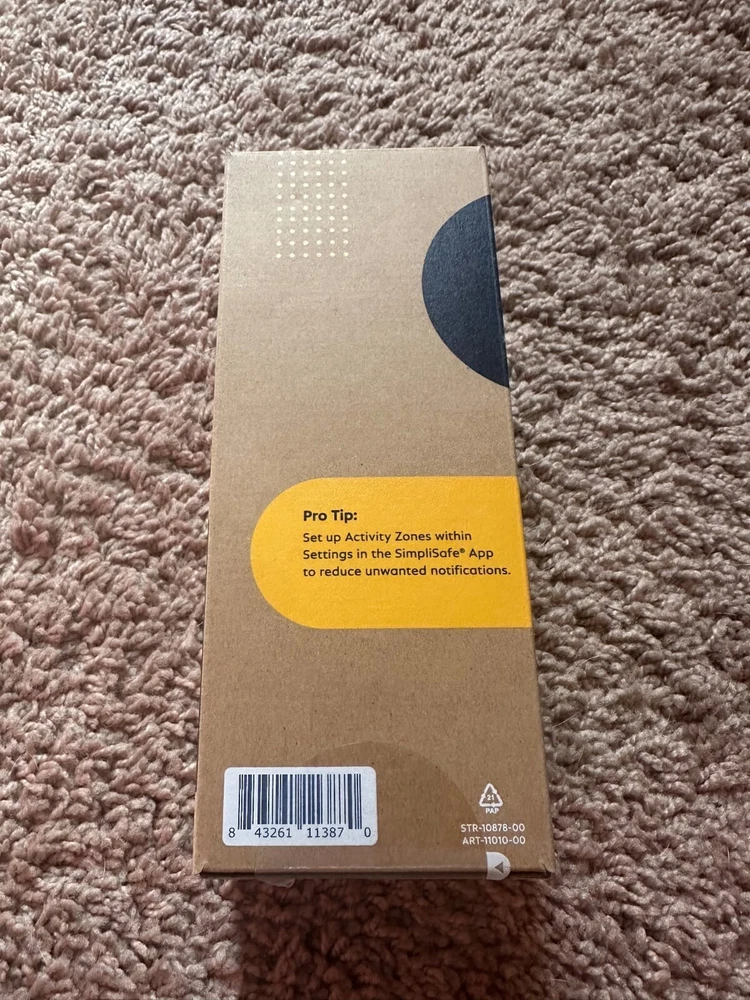 Pro Tip:
Set up Activity Zones within
Settings in the SimpliSafe® App
to reduce unwanted notifications.
8 43261 11387 0
21
PAP
STR-10878-00
ART-11010-00